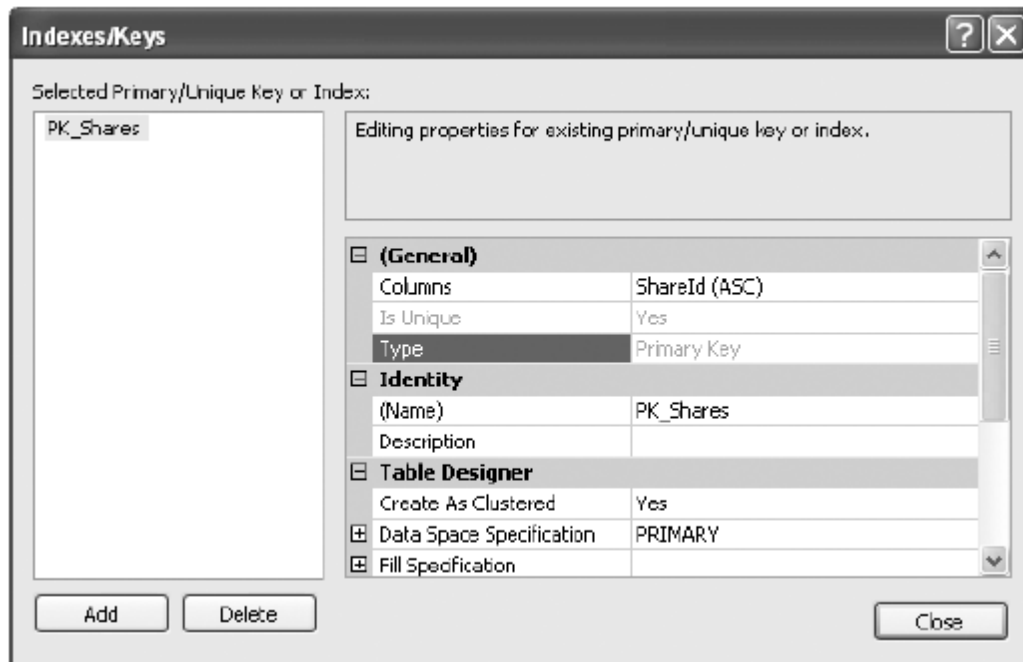 Indexes/Keys
Selected Primary/Unique Key or Index:
PK_Shares
Editing properties for existing primary/unique key or index.
(General)
Columns ShareId (ASC)
Is Unique Yes
Type Primary Key
Identity
(Name) PK_Shares
Description
Table Designer
Create As Clustered Yes
Data Space Specification PRIMARY
Fill Specification
Add Delete Close